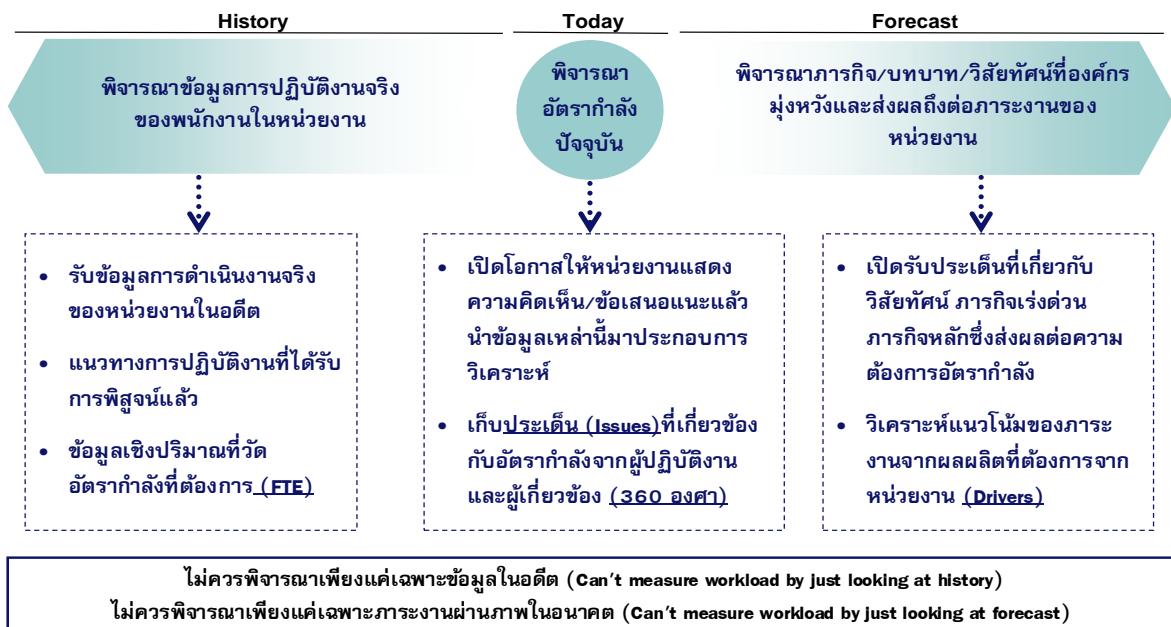 History
Today
Forecast
พิจารณาข้อมูลการปฏิบัติงานจริง
ของพนักงานในหน่วยงาน
พิจารณา
อัตรากำลัง
ปัจจุบัน
พิจารณาภารกิจ/บทบาท/วิสัยทัศน์ที่องค์กร
มุ่งหวังและส่งผลถึงต่อภาระงานของ
หน่วยงาน
• รับข้อมูลการดำเนินงานจริง
ของหน่วยงานในอดีต
• แนวทางการปฏิบัติงานที่ได้รับ
การพิสูจน์แล้ว
• ข้อมูลเชิงปริมาณที่วัด
อัตรากำลังที่ต้องการ (FTE)
• เปิดโอกาสให้หน่วยงานแสดง
ความคิดเห็น/ข้อเสนอแนะแล้ว
นำข้อมูลเหล่านี้มาประกอบการ
วิเคราะห์
• เก็บประเด็น (Issues)ที่เกี่ยวข้อง
กับอัตรากำลังจากผู้ปฏิบัติงาน
และผู้เกี่ยวข้อง (360 องศา)
• เปิดรับประเด็นที่เกี่ยวกับ
วิสัยทัศน์ ภารกิจเร่งด่วน
ภารกิจหลักซึ่งส่งผลต่อความ
ต้องการอัตรากำลัง
• วิเคราะห์แนวโน้มของภาระ
งานจากผลผลิตที่ต้องการจาก
หน่วยงาน (Drivers)
ไม่ควรพิจารณาเพียงแค่เฉพาะข้อมูลในอดีต (Can't measure workload by just looking at history)
ไม่ควรพิจารณาเพียงแค่เฉพาะภาระงานผ่านภาพในอนาคต (Can't measure workload by just looking at forecast)